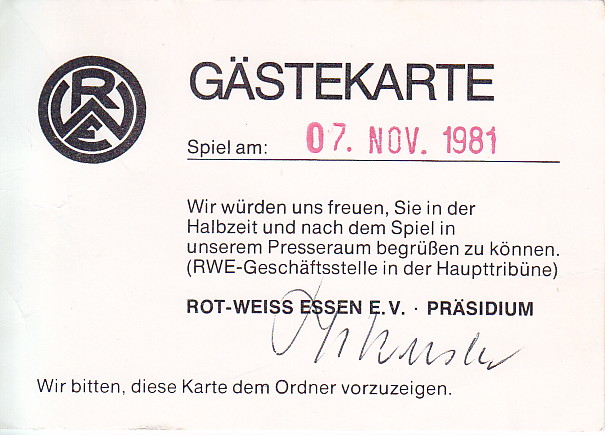 RWE
GÄSTEKARTE
Spiel am: 07. NOV. 1981
Wir würden uns freuen, Sie in der
Halbzeit und nach dem Spiel in
unserem Presseraum begrüßen zu können.
(RWE-Geschäftsstelle in der Haupttribüne)
ROT-WEISS ESSEN E.V. · PRÄSIDIUM
Wir bitten, diese Karte dem Ordner vorzuzeigen.